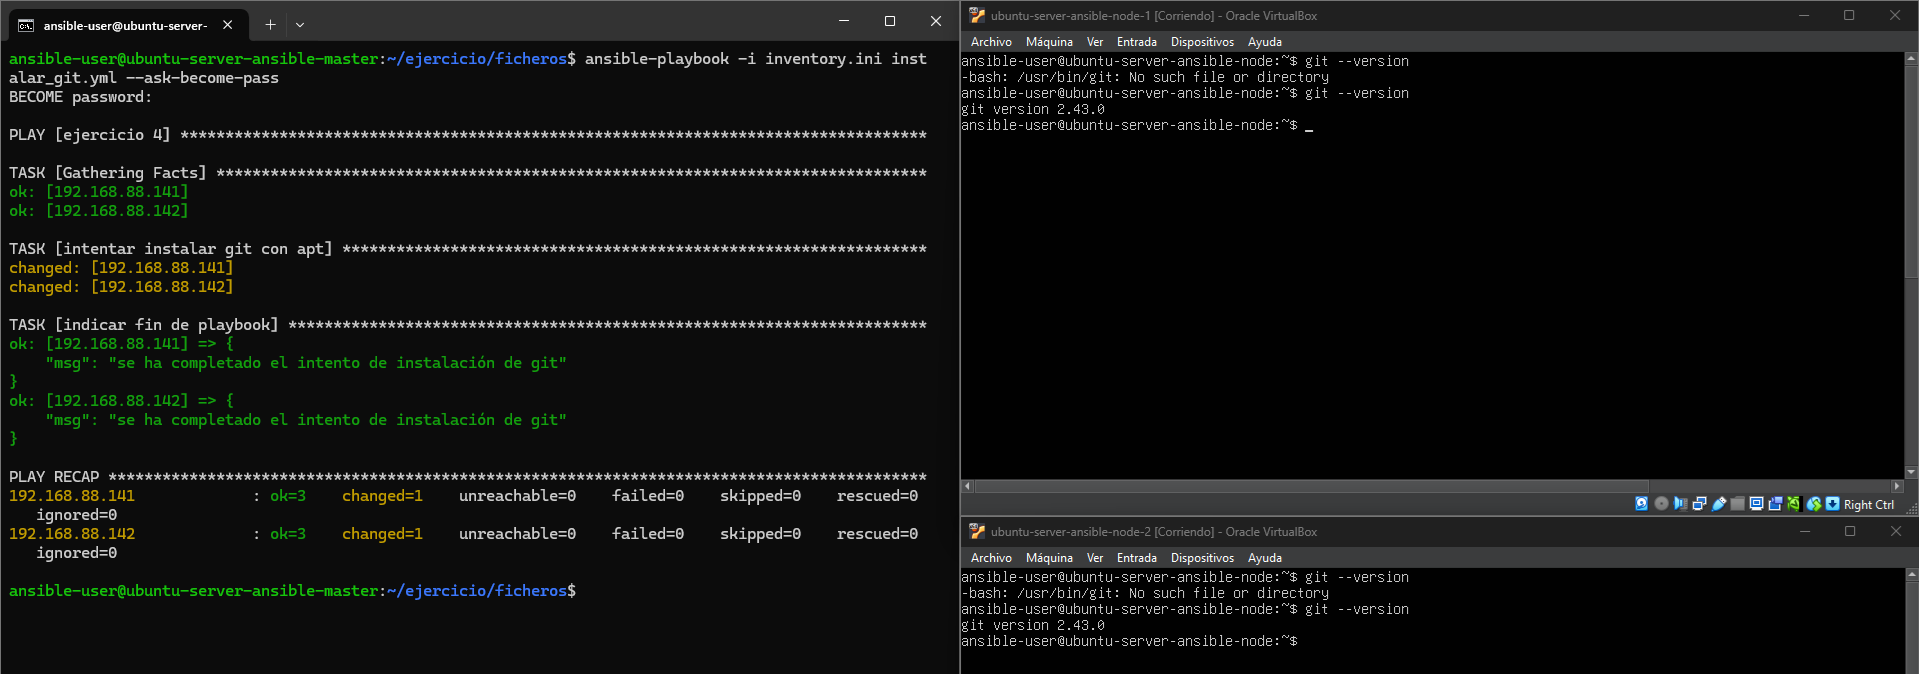 ansible-user@ubuntu-server-
ansible-user@ubuntu-server-ansible-master:~/ejercicio/ficheros$ ansible-playbook -i inventory.ini inst
alar_git.yml --ask-become-pass
BECOME password:
PLAY [ejercicio 4] ***********************************************************************************
TASK [Gathering Facts] *******************************************************************************
ok: [192.168.88.141]
ok: [192.168.88.142]
TASK [intentar instalar git con apt] *****************************************************************
changed: [192.168.88.141]
changed: [192.168.88.142]
TASK [indicar fin de playbook] ***********************************************************************
ok: [192.168.88.141] => {
    "msg": "se ha completado el intento de instalación de git"
}
ok: [192.168.88.142] => {
    "msg": "se ha completado el intento de instalación de git"
}
PLAY RECAP *******************************************************************************************
192.168.88.141             : ok=3    changed=1    unreachable=0    failed=0    skipped=0    rescued=0
   ignored=0
192.168.88.142             : ok=3    changed=1    unreachable=0    failed=0    skipped=0    rescued=0
   ignored=0
ansible-user@ubuntu-server-ansible-master:~/ejercicio/ficheros$
ubuntu-server-ansible-node-1 [Corriendo] - Oracle VirtualBox
Archivo Máquina Ver Entrada Dispositivos Ayuda
ansible-user@ubuntu-server-ansible-node:~$ git --version
-bash: /usr/bin/git: No such file or directory
ansible-user@ubuntu-server-ansible-node:~$ git --version
git version 2.43.0
ansible-user@ubuntu-server-ansible-node:~$ _
Right Ctrl
ubuntu-server-ansible-node-2 [Corriendo] - Oracle VirtualBox
Archivo Máquina Ver Entrada Dispositivos Ayuda
ansible-user@ubuntu-server-ansible-node:~$ git --version
-bash: /usr/bin/git: No such file or directory
ansible-user@ubuntu-server-ansible-node:~$ git --version
git version 2.43.0
ansible-user@ubuntu-server-ansible-node:~$